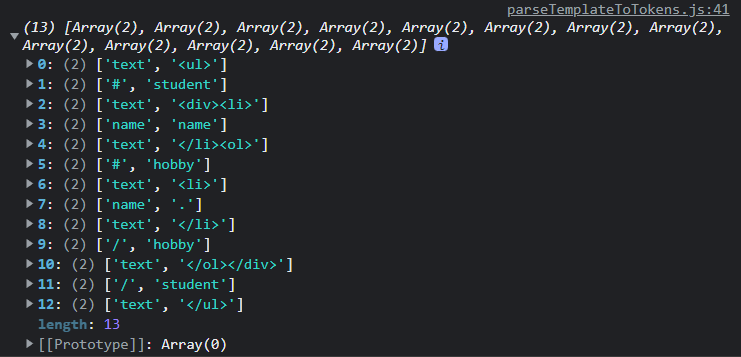 parseTemplateToTokens.js:41
(13) [Array(2), Array(2), Array(2), Array(2), Array(2), Array(2), Array(2), Array(2),
Array(2), Array(2), Array(2), Array(2), Array(2)] i
▶ 0: (2) ['text', '<ul>']
▶ 1: (2) ['#', 'student']
▶ 2: (2) ['text', '<div><li>']
▶ 3: (2) ['name', 'name']
▶ 4: (2) ['text', '</li><ol>']
▶ 5: (2) ['#', 'hobby']
▶ 6: (2) ['text', '<li>']
▶ 7: (2) ['name', '.']
▶ 8: (2) ['text', '</li>']
▶ 9: (2) ['/', 'hobby']
▶ 10: (2) ['text', '</ol></div>']
▶ 11: (2) ['/', 'student']
▶ 12: (2) ['text', '</ul>']
length: 13
▶ [[Prototype]]: Array(0)